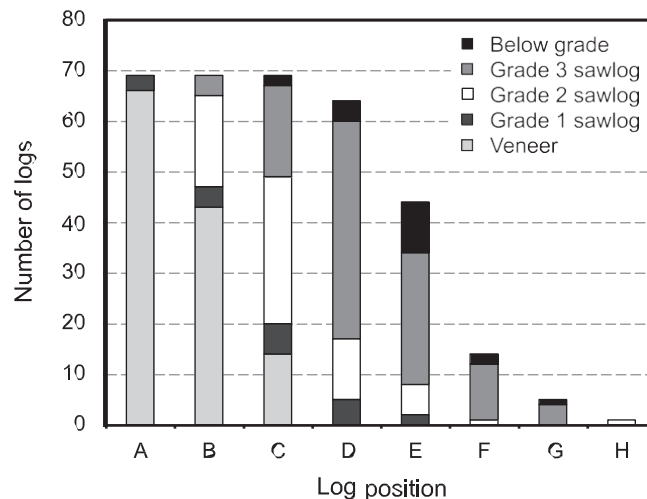 80
70
60
50
40
30
20
10
0
Number of logs
Below grade
Grade 3 sawlog
Grade 2 sawlog
Grade 1 sawlog
Veneer
A B C D E F G H
Log position